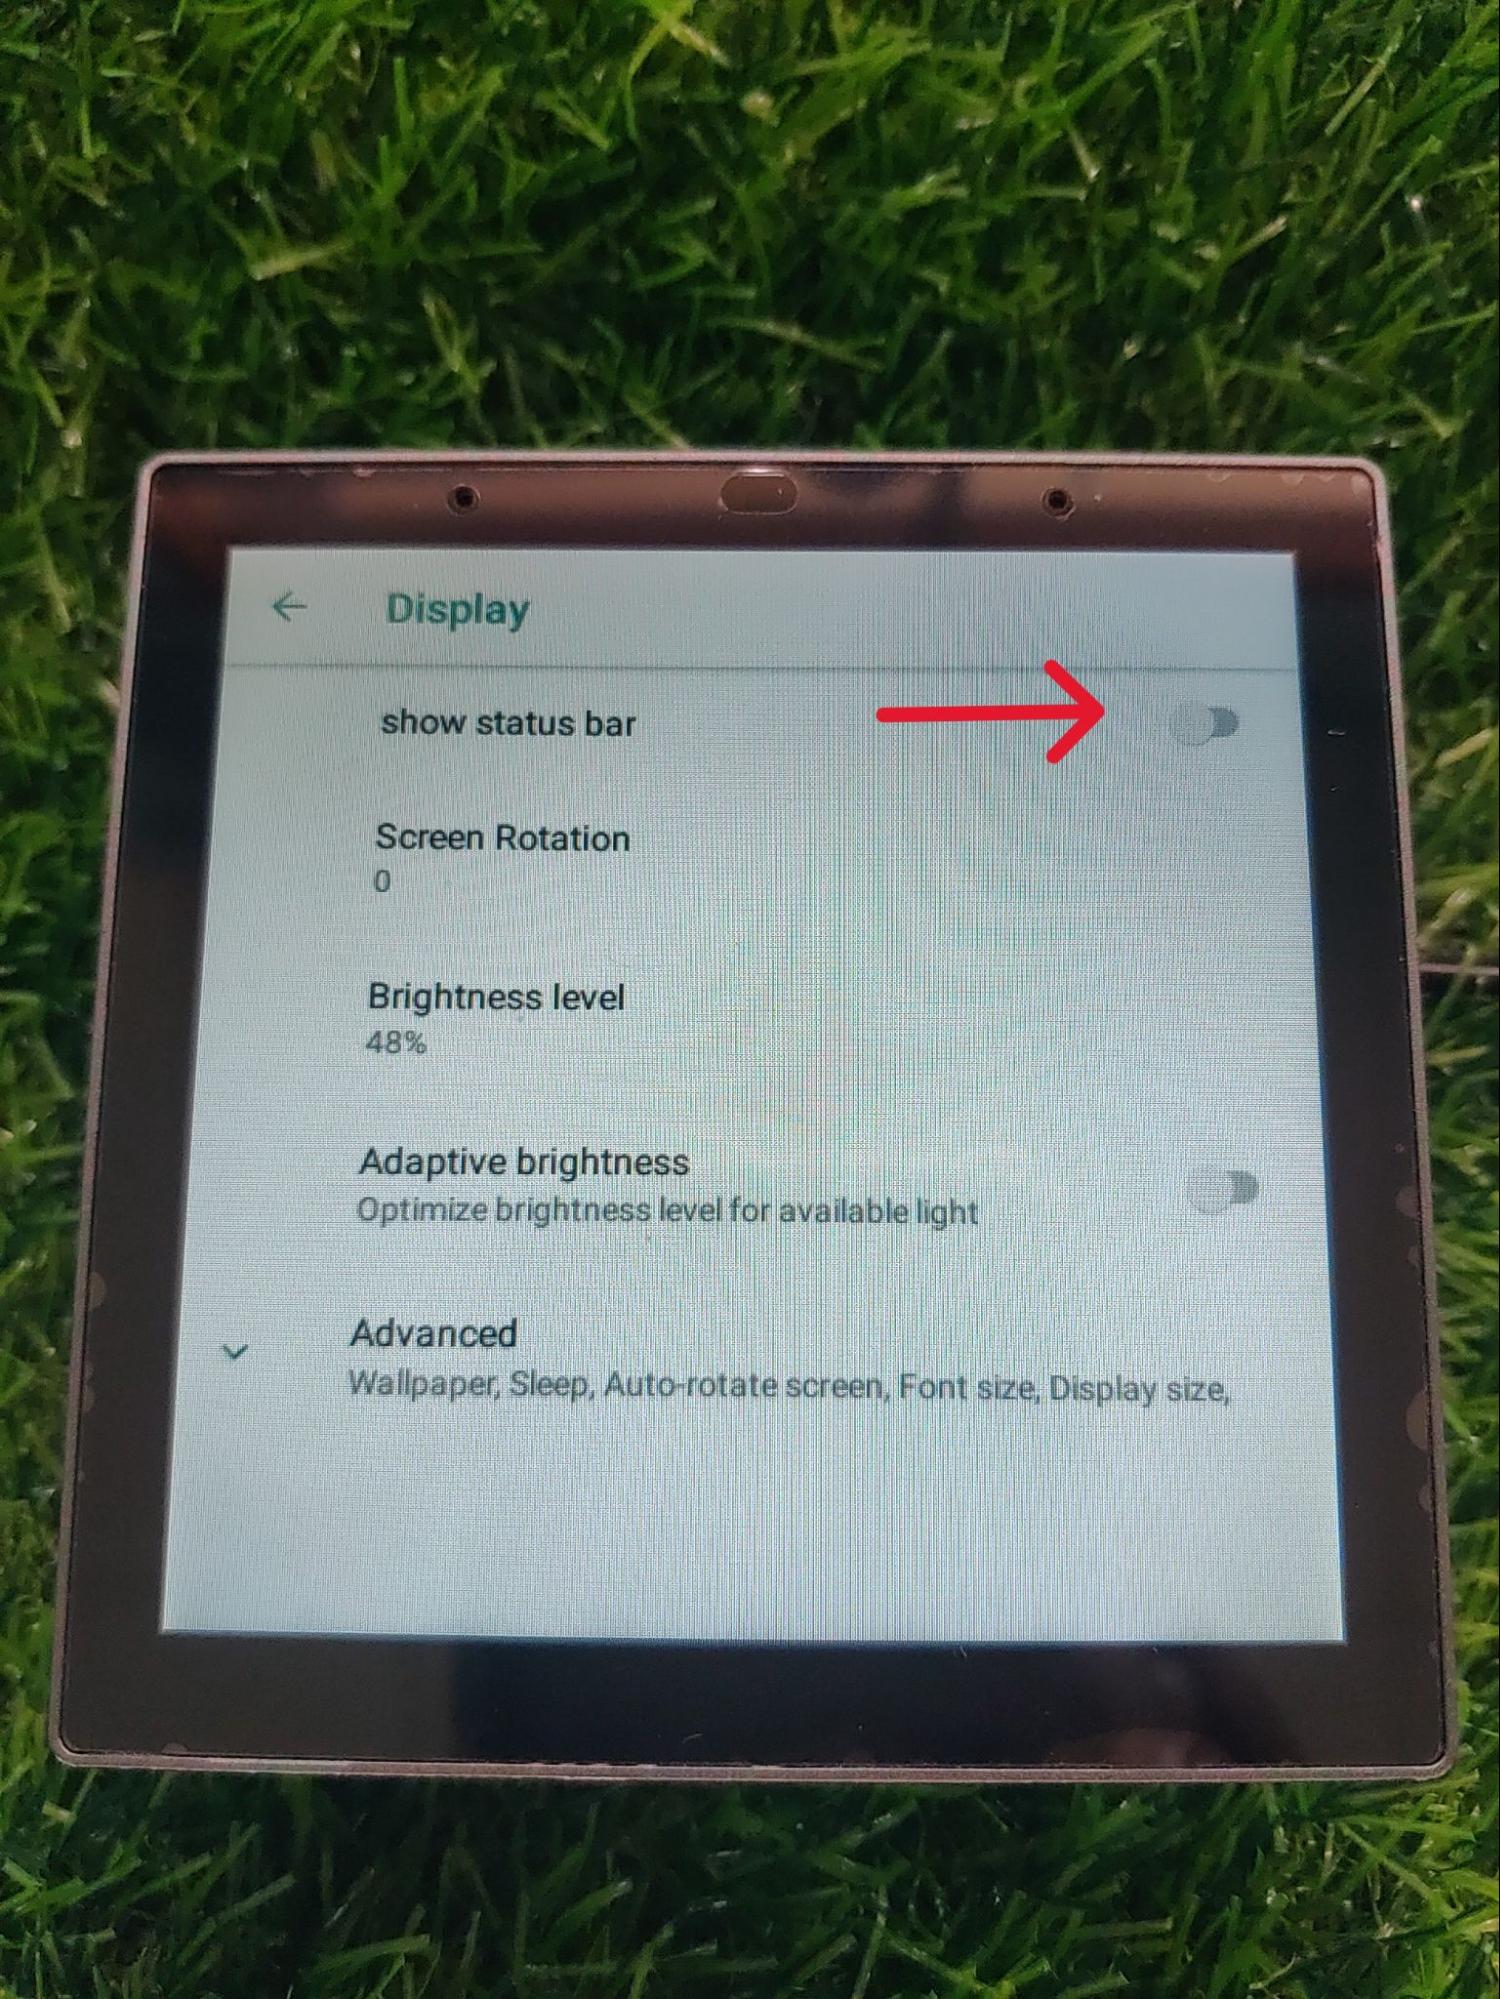 Display
show status bar
Screen Rotation
0
Brightness level
48%
Adaptive brightness
Optimize brightness level for available light
Advanced
Wallpaper, Sleep, Auto-rotate screen, Font size, Display size,